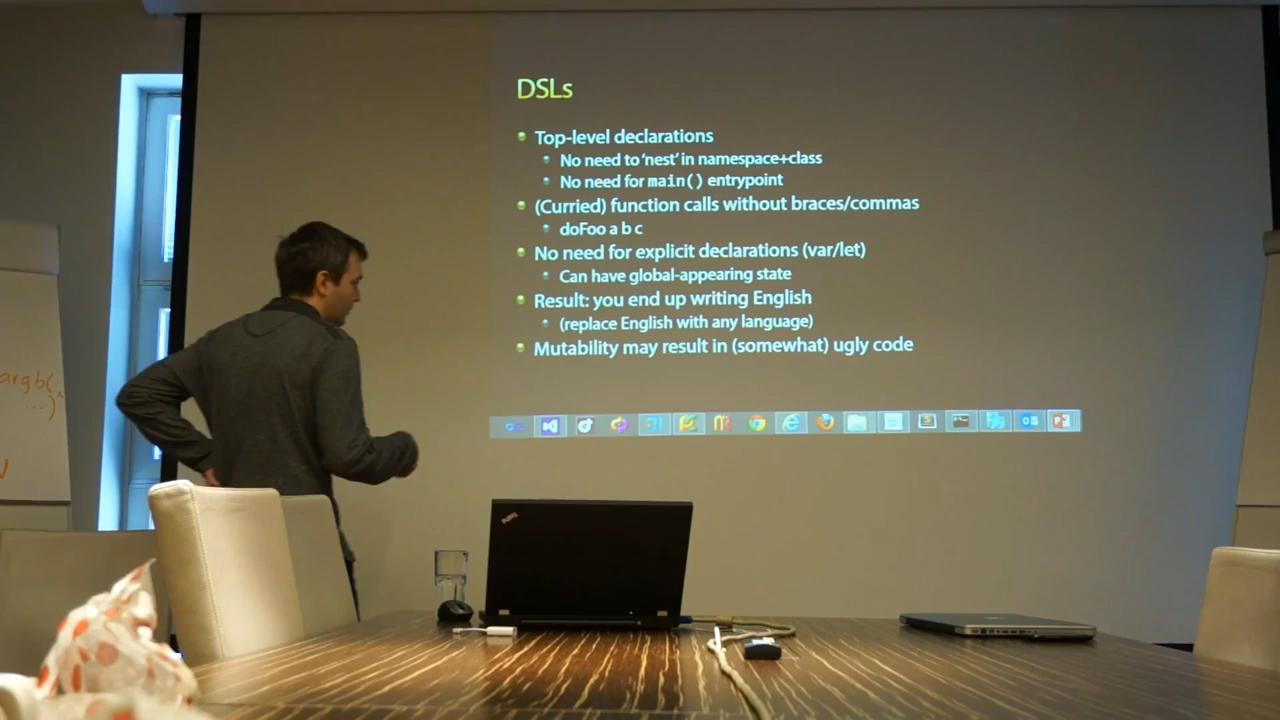 DSLs
Top-level declarations
No need to 'nest' in namespace+class
No need for main() entrypoint
(Curried) function calls without braces/commas
doFoo a b c
No need for explicit declarations (var/let)
Can have global-appearing state
Result: you end up writing English
(replace English with any language)
Mutability may result in (somewhat) ugly code
argb(
...)